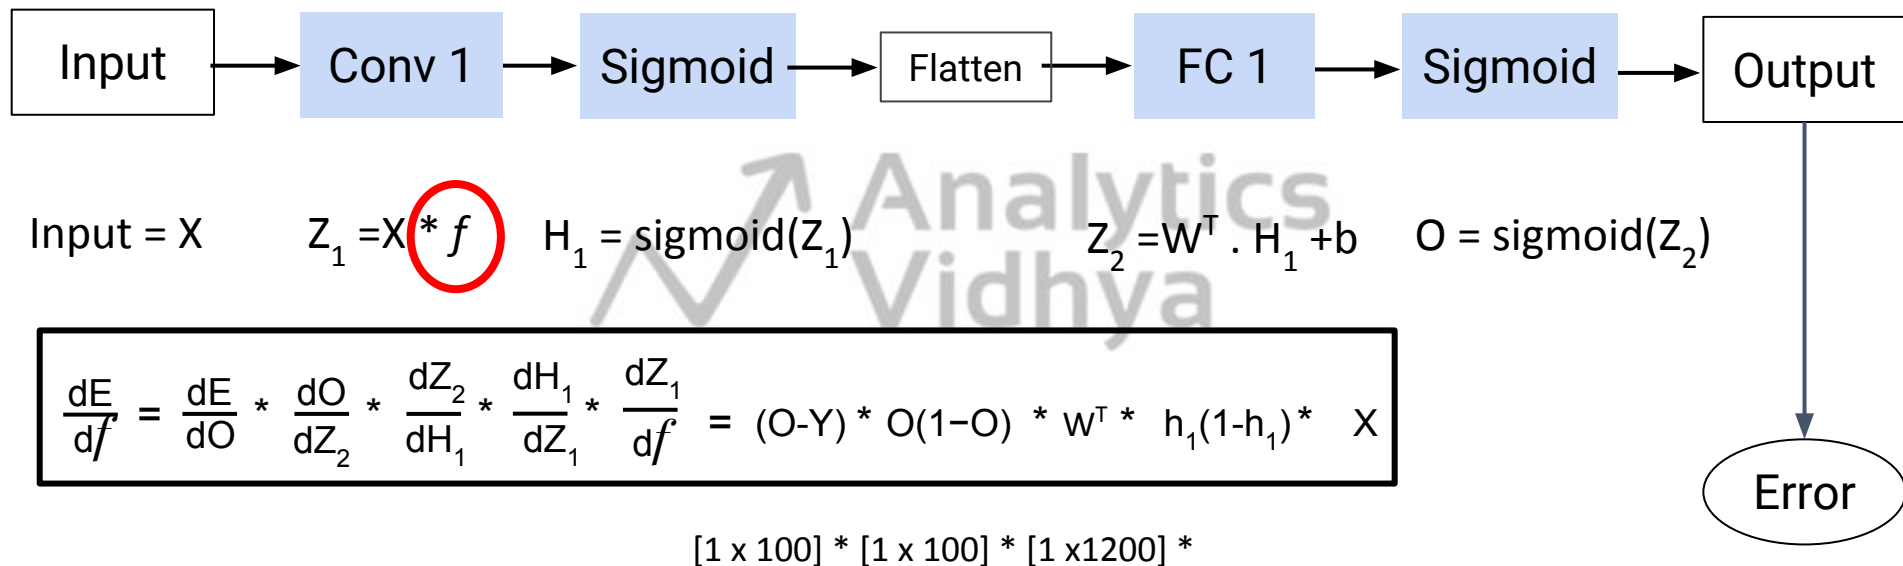 Input Conv 1 Sigmoid Flatten FC 1 Sigmoid Output
Analytics
Vidhya
Input = X Z₁ =X * f H₁ = sigmoid(Z₁) Z₂ =Wᵀ . H₁ +b O = sigmoid(Z₂)
dE/df = dE/dO * dO/dZ₂ * dZ₂/dH₁ * dH₁/dZ₁ * dZ₁/df = (O-Y) * O(1−O) * Wᵀ * h₁(1-h₁) * X
Error
[1 x 100] * [1 x 100] * [1 x1200] *